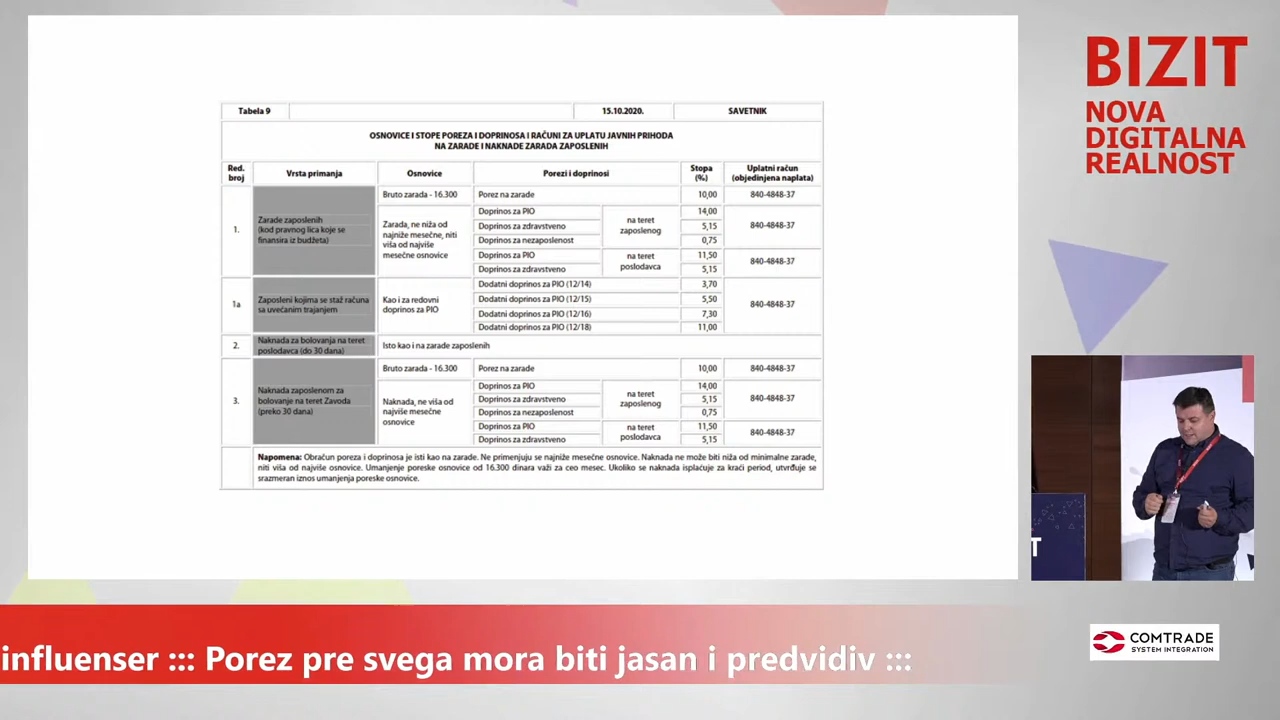 Tabela 9 15.10.2020. SAVETNIK
OSNOVICE I STOPE POREZA I DOPRINOSA I RAČUNI ZA UPLATU JAVNIH PRIHODA
NA ZARADE I NAKNADE ZARADA ZAPOSLENIH
Red. broj Vrsta primanja Osnovice Porezi i doprinosi Stopa (%) Uplatni račun (objedinjena naplata)
1.
Zarade zaposlenih
(kod pravnog lica koje se
finansira iz budžeta)
Bruto zarada - 16.300 Porez na zarade 10,00 840-4848-37
Zarada, ne niža od
najniže mesečne, niti
viša od najviše
mesečne osnovice
Doprinos za PIO 14,00
Doprinos za zdravstveno 5,15
Doprinos za nezaposlenost 0,75
na teret
zaposlenog
840-4848-37
Doprinos za PIO 11,50
Doprinos za zdravstveno 5,15
na teret
poslodavca
840-4848-37
1a
Zaposleni kojima se staž računa
sa uvećanim trajanjem
Kao i za redovni
doprinos za PIO
Dodatni doprinos za PIO (12/14) 3,70
Dodatni doprinos za PIO (12/15) 5,50
Dodatni doprinos za PIO (12/16) 7,30
Dodatni doprinos za PIO (12/18) 11,00
840-4848-37
2.
Naknada za bolovanja na teret
poslodavca (do 30 dana)
Isto kao i na zarade zaposlenih
3.
Naknada zaposlenom za
bolovanje na teret Zavoda
(preko 30 dana)
Bruto zarada - 16.300 Porez na zarade 10,00 840-4848-37
Naknada, ne viša od
najviše mesečne
osnovice
Doprinos za PIO 14,00
Doprinos za zdravstveno 5,15
Doprinos za nezaposlenost 0,75
na teret
zaposlenog
840-4848-37
Doprinos za PIO 11,50
Doprinos za zdravstveno 5,15
na teret
poslodavca
840-4848-37
Napomena: Obračun poreza i doprinosa je isti kao na zarade. Ne primenjuju se najniže mesečne osnovice. Naknada ne može biti niža od minimalne zarade,
niti viša od najviše osnovice. Umanjenje poreske osnovice od 16.300 dinara važi za ceo mesec. Ukoliko se naknada isplaćuje za kraći period, utvrđuje se
srazmeran iznos umanjenja poreske osnovice.
BIZIT
NOVA
DIGITALNA
REALNOST
T
influenser ::: Porez pre svega mora biti jasan i predvidiv :::
COMTRADE
SYSTEM INTEGRATION